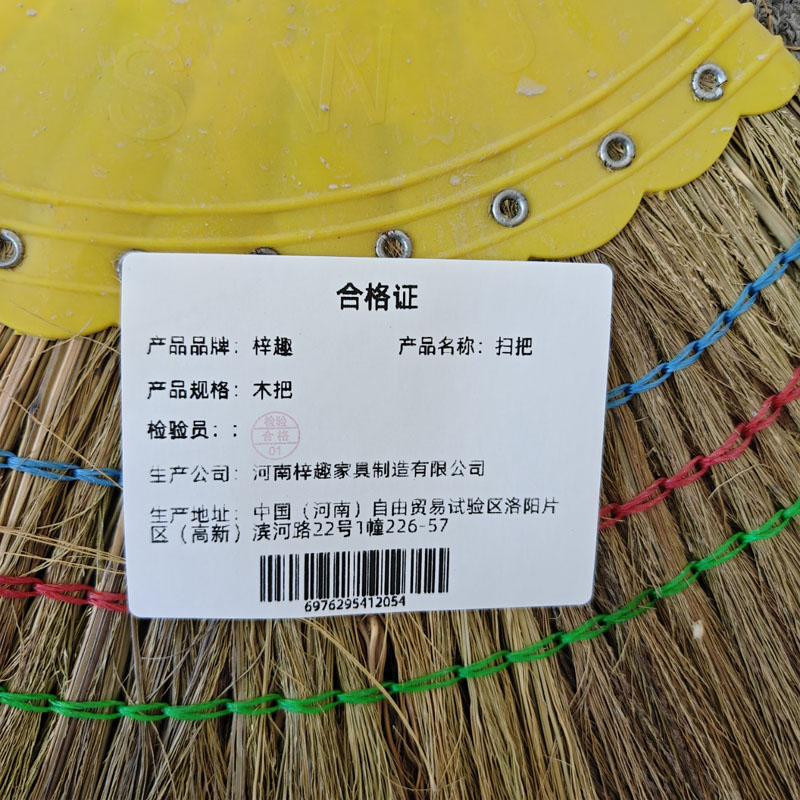 S W S
合格证
产品品牌：梓趣 产品名称：扫把
产品规格：木把
检验员：：
检验
合格
01
生产公司：河南梓趣家具制造有限公司
生产地址：中国（河南）自由贸易试验区洛阳片
区（高新）滨河路22号1幢226-57
6976295412054